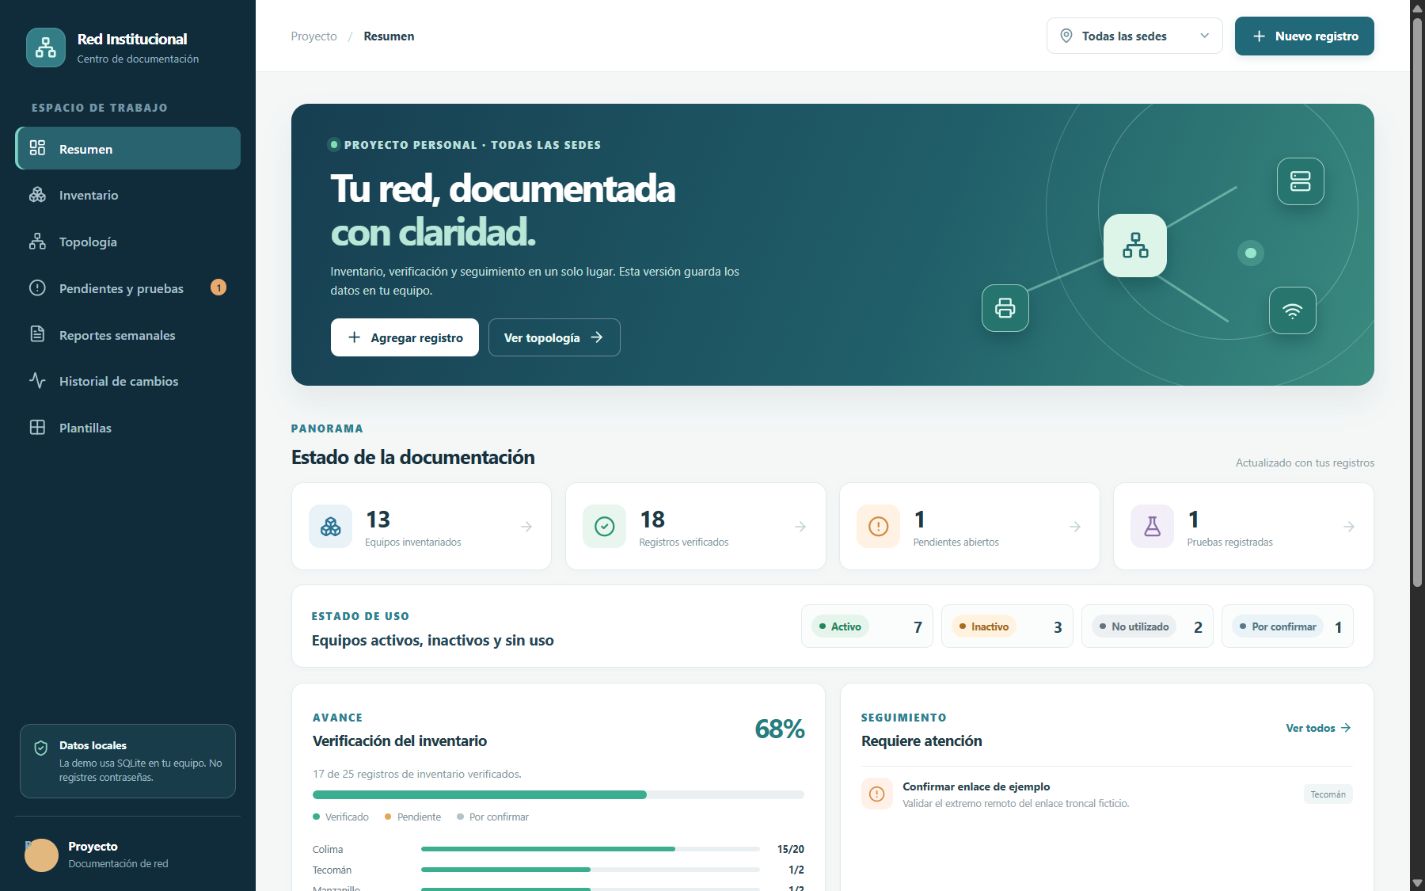 Red Institucional
Centro de documentación
ESPACIO DE TRABAJO
Resumen
Inventario
Topología
Pendientes y pruebas 1
Reportes semanales
Historial de cambios
Plantillas
Datos locales
La demo usa SQLite en tu equipo. No
registres contraseñas.
Proyecto
Documentación de red
Proyecto / Resumen
Todas las sedes
Nuevo registro
PROYECTO PERSONAL · TODAS LAS SEDES
Tu red, documentada
con claridad.
Inventario, verificación y seguimiento en un solo lugar. Esta versión guarda los
datos en tu equipo.
Agregar registro
Ver topología
PANORAMA
Estado de la documentación
Actualizado con tus registros
13
Equipos inventariados
18
Registros verificados
1
Pendientes abiertos
1
Pruebas registradas
ESTADO DE USO
Equipos activos, inactivos y sin uso
Activo 7
Inactivo 3
No utilizado 2
Por confirmar 1
AVANCE
Verificación del inventario
68%
17 de 25 registros de inventario verificados.
Verificado Pendiente Por confirmar
Colima 15/20
Tecomán 1/2
Manzanillo 1/3
SEGUIMIENTO
Requiere atención
Ver todos
Confirmar enlace de ejemplo
Validar el extremo remoto del enlace troncal ficticio.
Tecomán